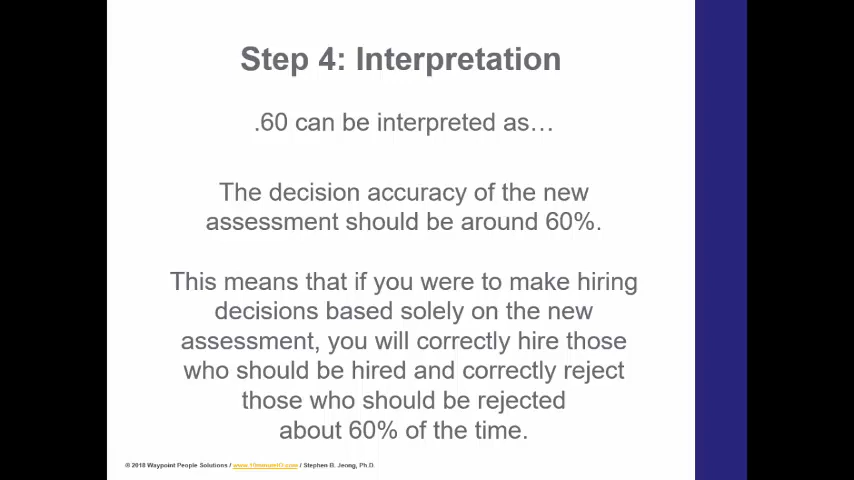 Step 4: Interpretation
.60 can be interpreted as…
The decision accuracy of the new
assessment should be around 60%.
This means that if you were to make hiring
decisions based solely on the new
assessment, you will correctly hire those
who should be hired and correctly reject
those who should be rejected
about 60% of the time.
© 2018 Waypoint People Solutions / / Stephen B. Jeong, Ph.D.